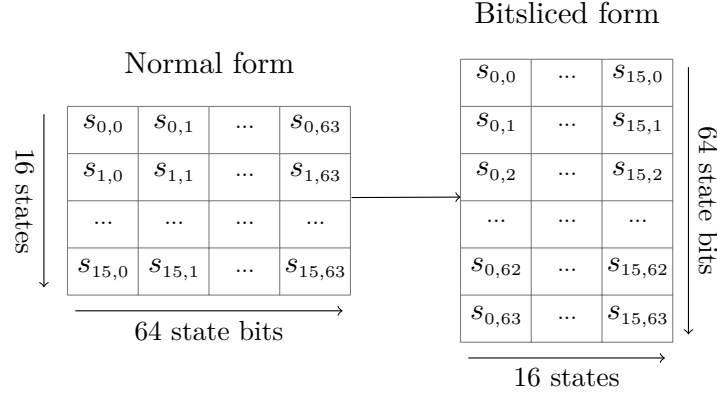 Normal form
16 states
s0,0 s0,1 ... s0,63
s1,0 s1,1 ... s1,63
... ... ... ...
s15,0 s15,1 ... s15,63
64 state bits
Bitsliced form
s0,0 ... s15,0
s0,1 ... s15,1
s0,2 ... s15,2
... ... ...
s0,62 ... s15,62
s0,63 ... s15,63
64 state bits
16 states